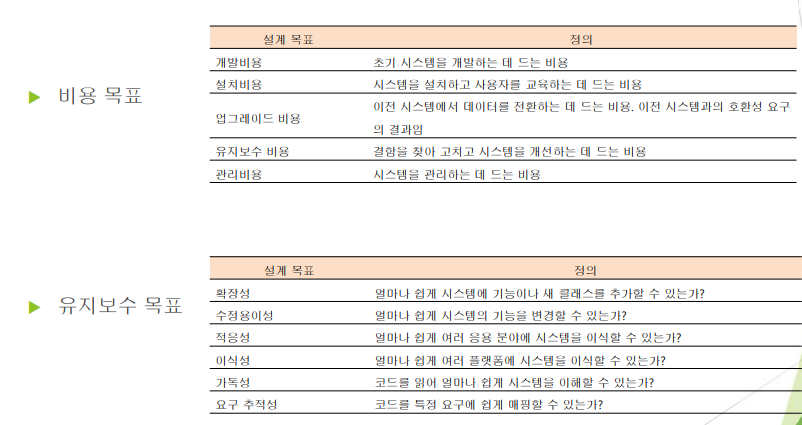 비용 목표
설계 목표 정의
개발비용 초기 시스템을 개발하는 데 드는 비용
설치비용 시스템을 설치하고 사용자를 교육하는 데 드는 비용
업그레이드 비용 이전 시스템에서 데이터를 전환하는 데 드는 비용. 이전 시스템과의 호환성 요구
의 결과임
유지보수 비용 결함을 찾아 고치고 시스템을 개선하는 데 드는 비용
관리비용 시스템을 관리하는 데 드는 비용
유지보수 목표
설계 목표 정의
확장성 얼마나 쉽게 시스템에 기능이나 새 클래스를 추가할 수 있는가?
수정용이성 얼마나 쉽게 시스템의 기능을 변경할 수 있는가?
적응성 얼마나 쉽게 여러 응용 분야에 시스템을 이식할 수 있는가?
이식성 얼마나 쉽게 여러 플랫폼에 시스템을 이식할 수 있는가?
가독성 코드를 읽어 얼마나 쉽게 시스템을 이해할 수 있는가?
요구 추적성 코드를 특정 요구에 쉽게 매핑할 수 있는가?